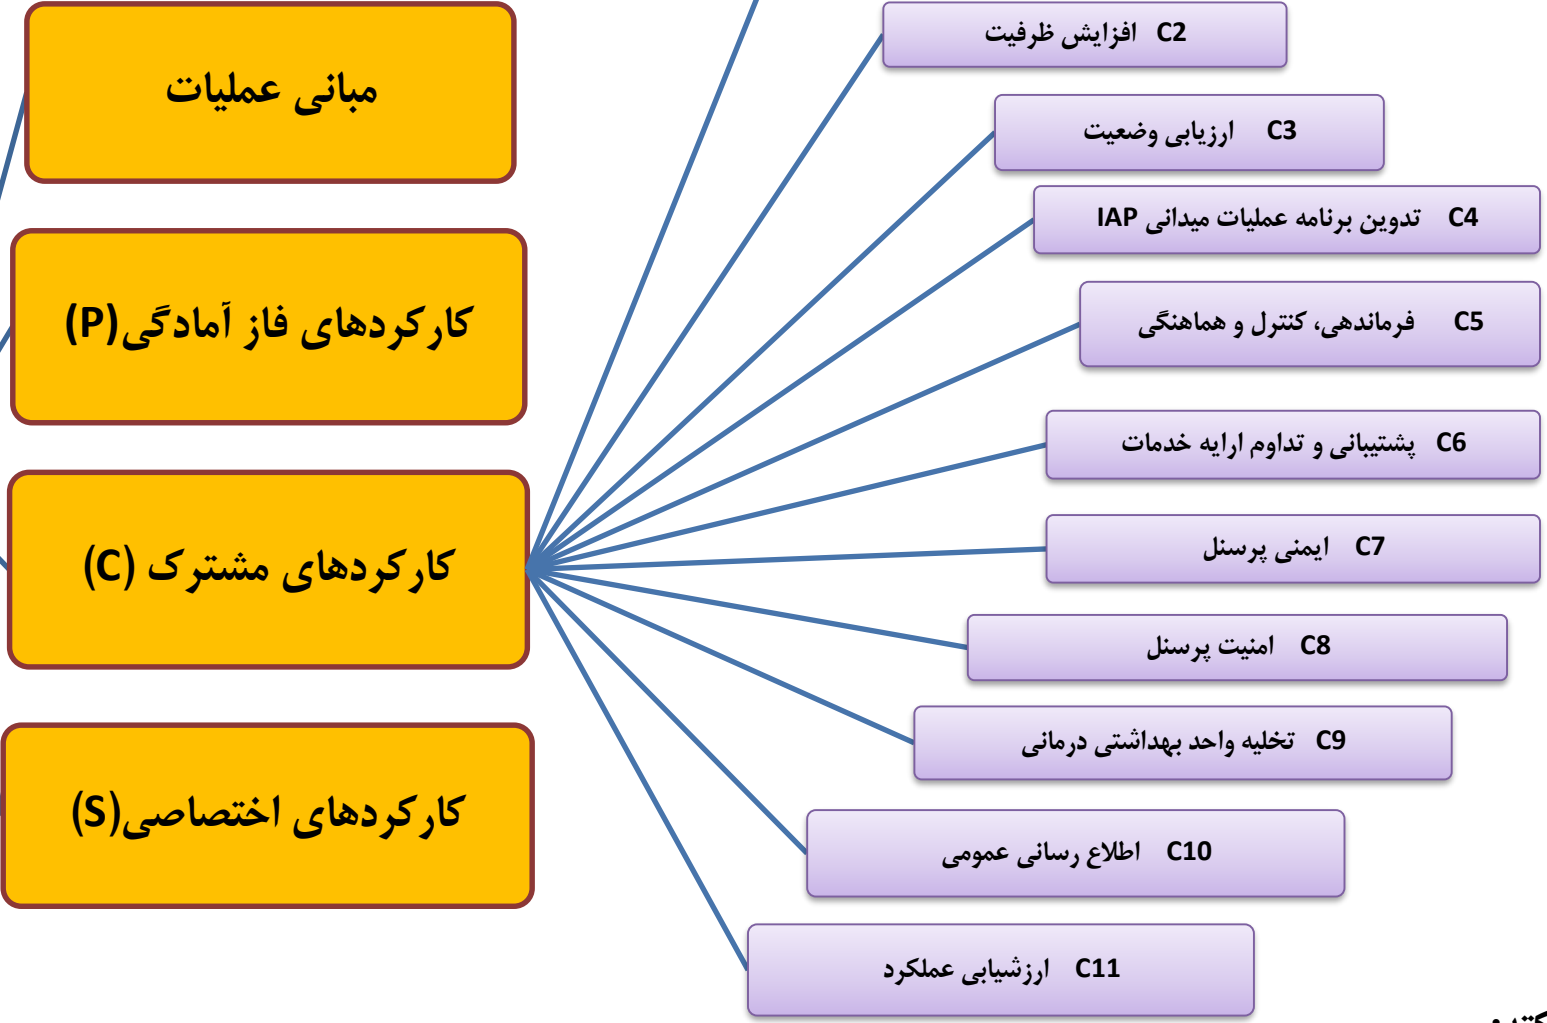 مبانی عملیات
کارکردهای فاز آمادگی(P)
کارکردهای مشترک (C)
کارکردهای اختصاصی(S)
C2 افزایش ظرفیت
C3 ارزیابی وضعیت
C4 تدوین برنامه عملیات میدانی IAP
C5 فرماندهی، کنترل و هماهنگی
C6 پشتیبانی و تداوم ارایه خدمات
C7 ایمنی پرسنل
C8 امنیت پرسنل
C9 تخلیه واحد بهداشتی درمانی
C10 اطلاع رسانی عمومی
C11 ارزشیابی عملکرد